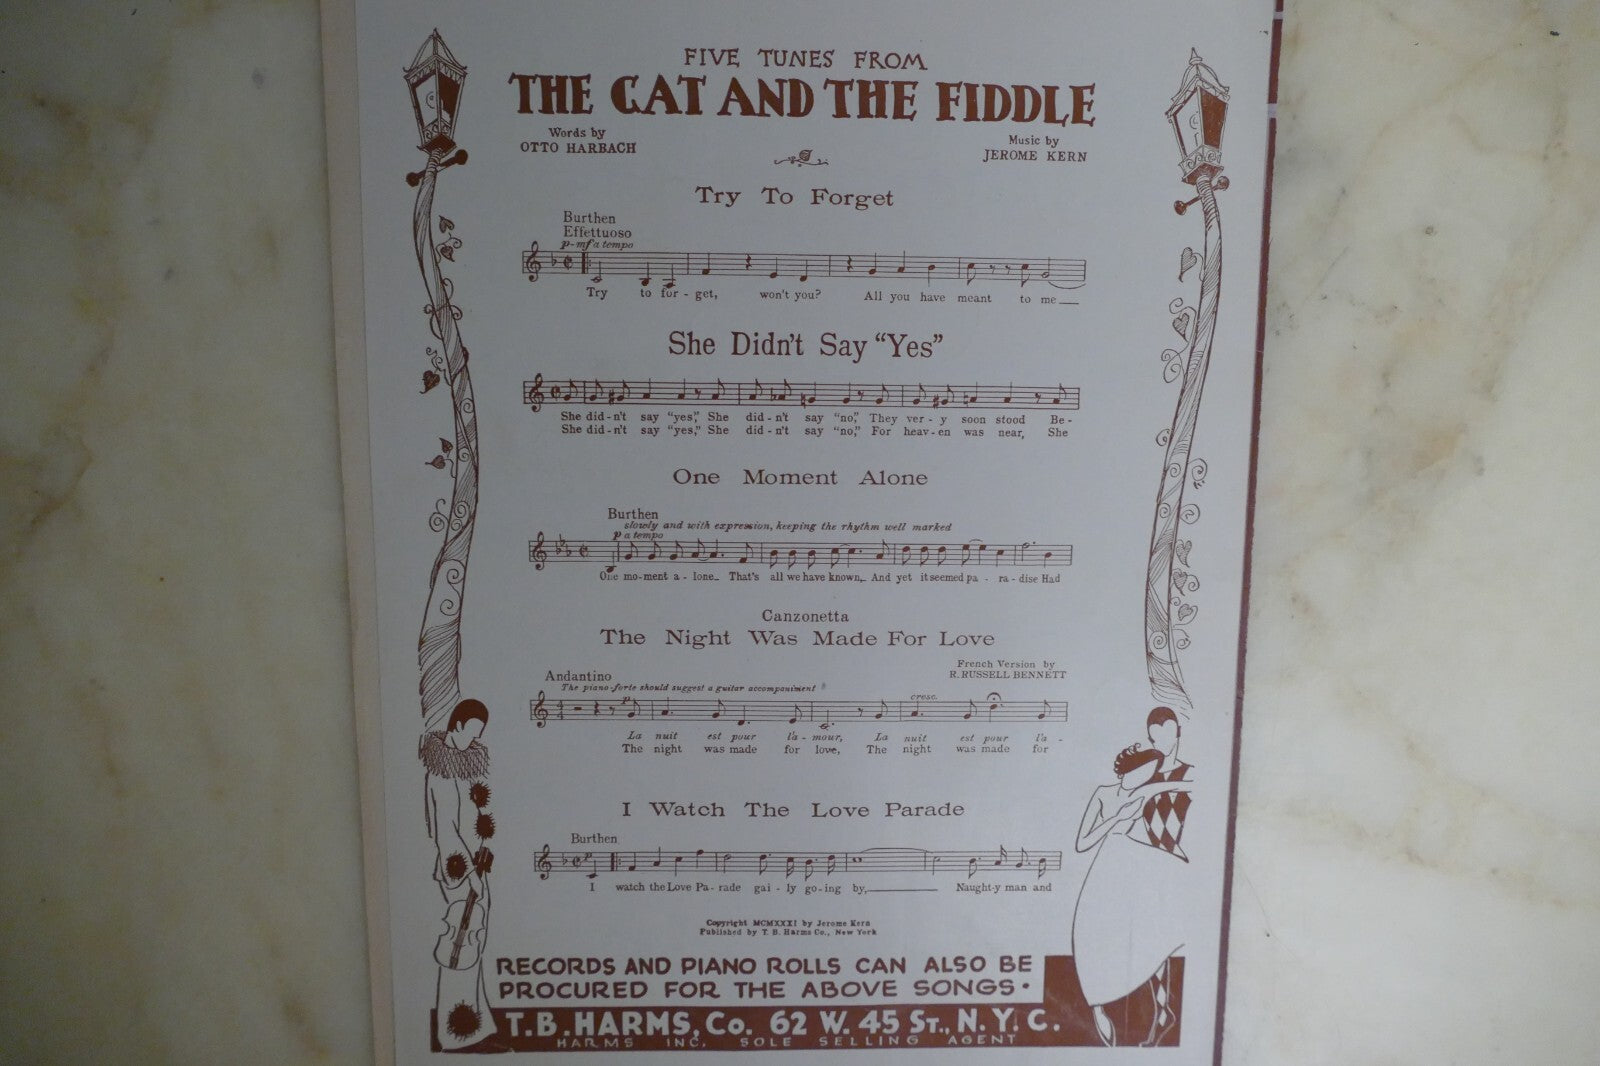 FIVE TUNES FROM
THE CAT AND THE FIDDLE
Words by
OTTO HARBACH
Music by
JEROME KERN
Try To Forget
Burthen
Effettuoso
p-mf a tempo
Try to for - get, won't you? All you have meant to me
She Didn't Say "Yes"
She did - n't say "yes," She did - n't say "no," They ver - y soon stood Be -
She did - n't say "yes," She did - n't say "no," For heav - en was near, She
One Moment Alone
Burthen
slowly and with expression, keeping the rhythm well marked
p a tempo
One mo-ment a - lone_ That's all we have known,_ And yet it seemed pa - ra - dise Had
Canzonetta
The Night Was Made For Love
French Version by
R. RUSSELL BENNETT
Andantino
The piano-forte should suggest a guitar accompaniment
p
cresc.
La nuit est pour l'a - mour, La nuit est pour l'a -
The night was made for love, The night was made for
I Watch The Love Parade
Burthen
p
I watch the Love Pa - rade gai - ly go - ing by, Naught-y man and
Copyright MCMXXXI by Jerome Kern
Published by T. B. Harms Co., New York
RECORDS AND PIANO ROLLS CAN ALSO BE
PROCURED FOR THE ABOVE SONGS •
T.B. HARMS, Co. 62 W. 45 ST., N.Y.C.
HARMS INC. SOLE SELLING AGENT